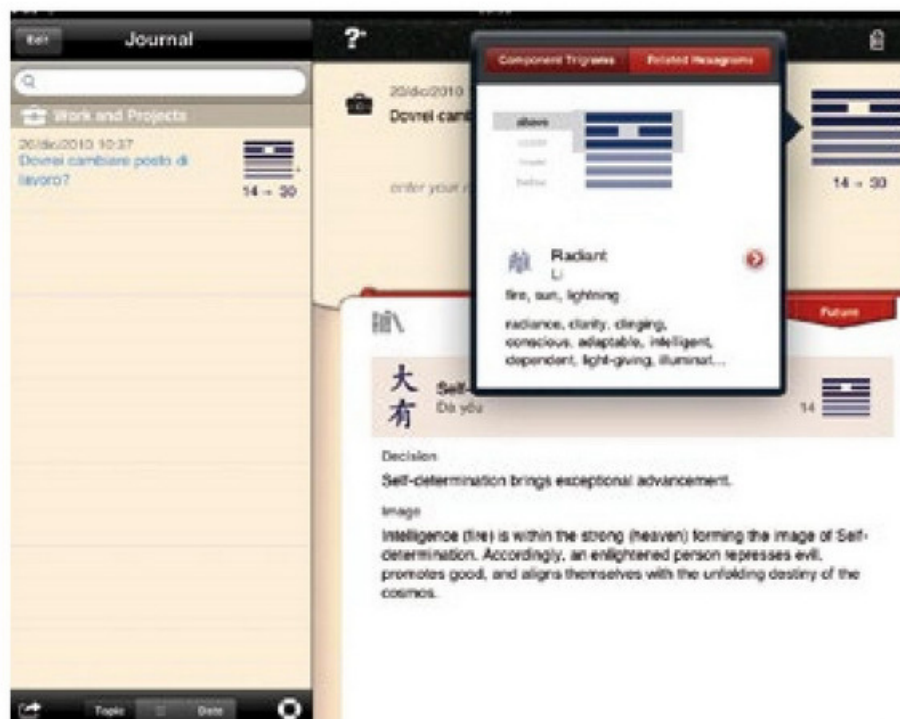 Edit
Journal
Work and Projects
20/dic/2010 10:37
Dovrei cambiare posto di
lavoro?
14 → 30
Topic
Date
?
20/dic/2010
Dovrei camb
enter your
14 → 30
Component Trigrams
Related Hexagrams
above
below
Radiant
Li
fire, sun, lightning
radiance, clarity, clinging,
conscious, adaptable, intelligent,
dependent, light-giving, illuminat...
Future
大有
Self-
Dà yǒu
14
Decision
Self-determination brings exceptional advancement.
Image
Intelligence (fire) is within the strong (heaven) forming the image of Self-
determination. Accordingly, an enlightened person represses evil,
promotes good, and aligns themselves with the unfolding destiny of the
cosmos.